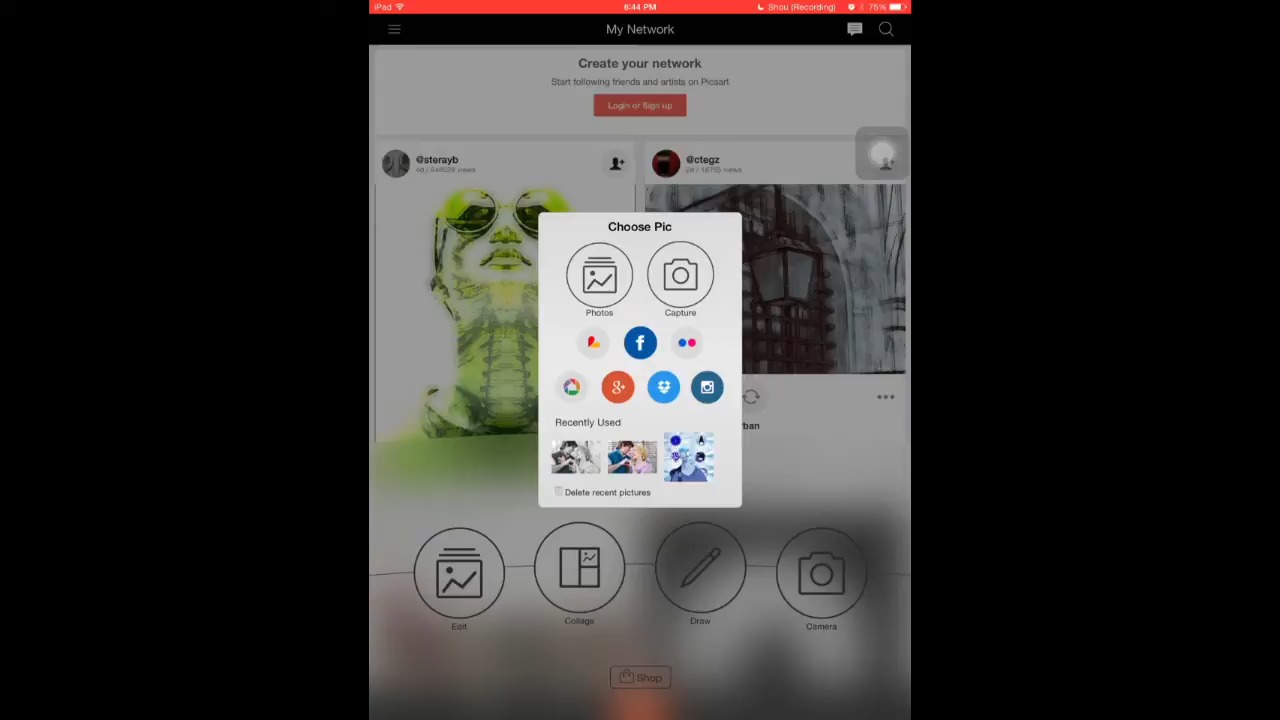 iPad 6:44 PM Shou (Recording) 75%
My Network
Create your network
Start following friends and artists on Picsart
Login or Sign up
@sterayb
@ctegz
Choose Pic
Photos Capture
Recently Used
Delete recent pictures
Edit Collage Draw Camera
Shop